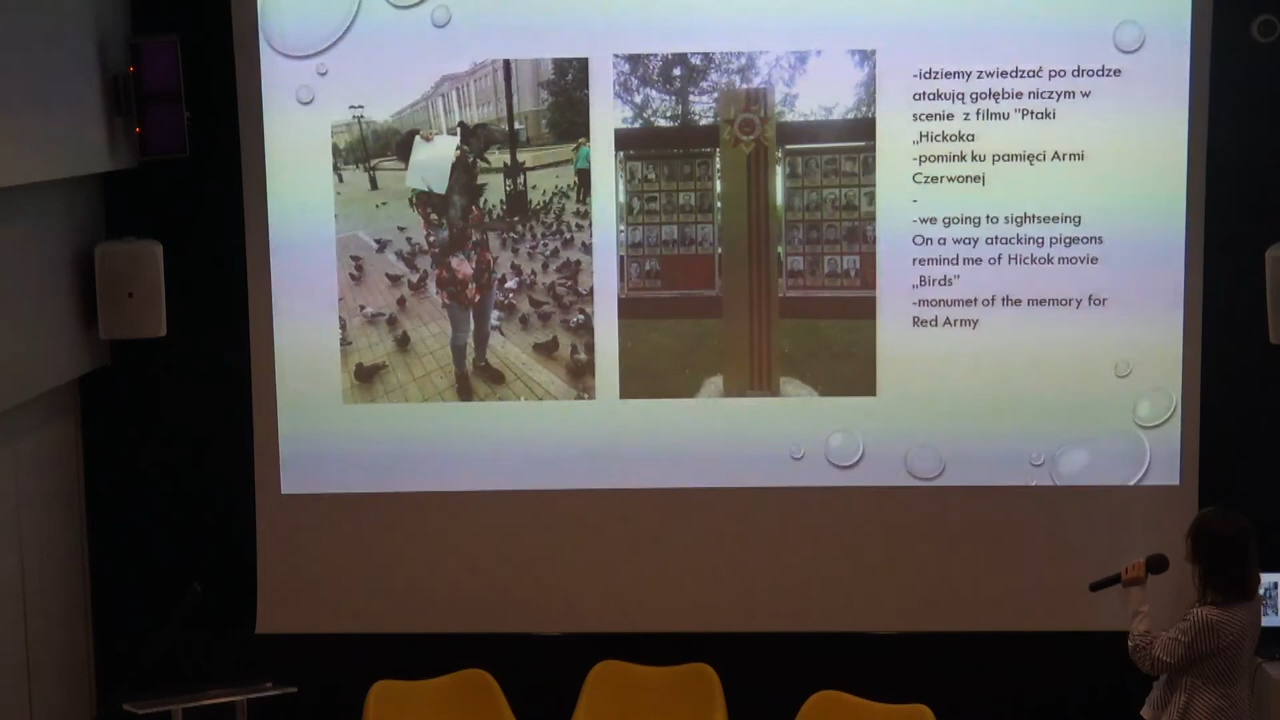 -idziemy zwiedzać po drodze
atakują gołębie niczym w
scenie z filmu "Ptaki
„Hickoka
-pomink ku pamięci Armi
Czerwonej
-
-we going to sightseeing
On a way atacking pigeons
remind me of Hickok movie
„Birds"
-monumet of the memory for
Red Army